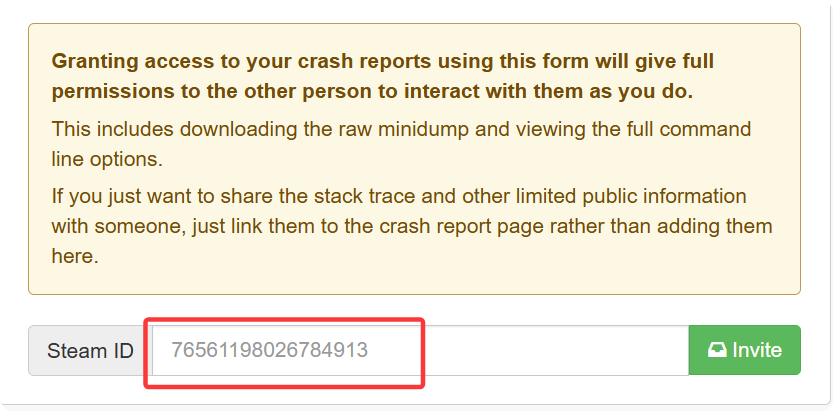 Granting access to your crash reports using this form will give full
permissions to the other person to interact with them as you do.
This includes downloading the raw minidump and viewing the full command
line options.
If you just want to share the stack trace and other limited public information
with someone, just link them to the crash report page rather than adding them
here.
Steam ID 76561198026784913 Invite